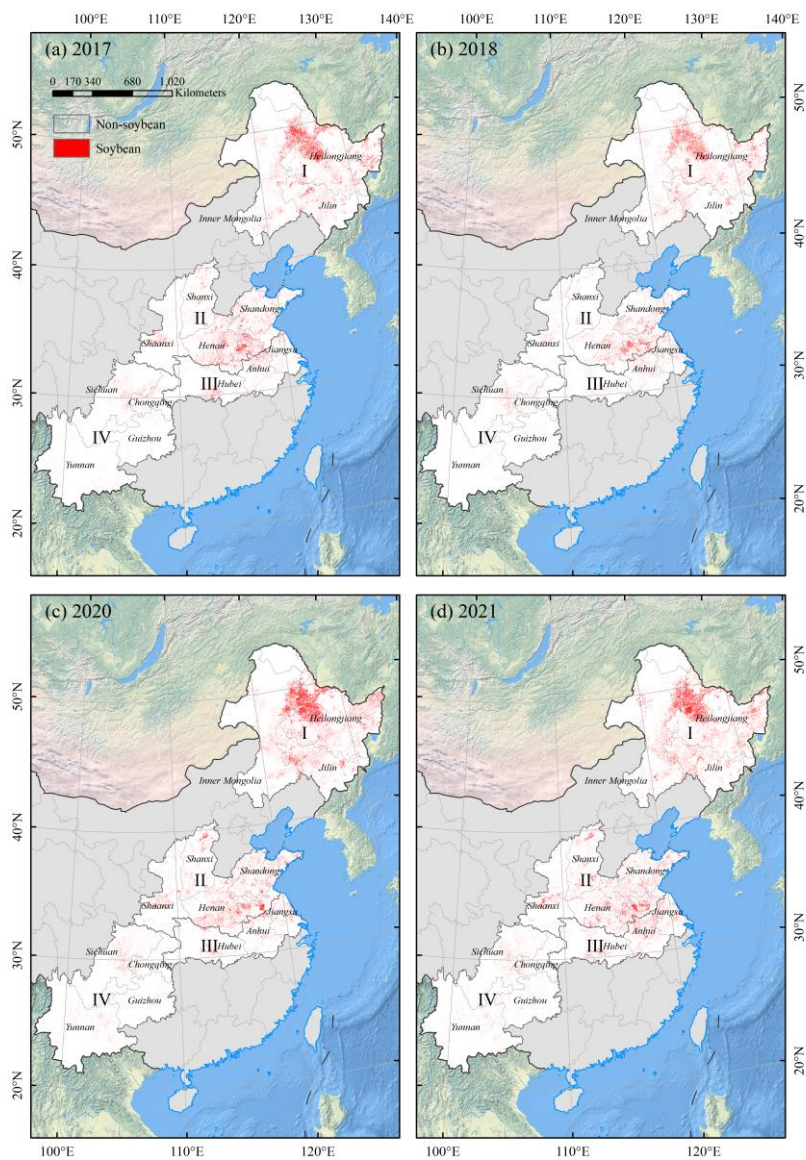 100°E 110°E 120°E 130°E 140°E 100°E 110°E 120°E 130°E 140°E
(a) 2017
0 170 340 680 1,020
Kilometers
Non-soybean
Soybean
50°N
40°N
30°N
20°N
Heilongjiang
I
Jilin
Inner Mongolia
Shanxi
II
Shandong
Shaanxi
Henan
Jiangsu
Anhui
III
Hubei
Sichuan
Chongqing
IV
Guizhou
Yunnan
(b) 2018
Heilongjiang
I
Jilin
Inner Mongolia
Shanxi
II
Shandong
Shaanxi
Henan
Jiangsu
Anhui
III
Hubei
Sichuan
Chongqing
IV
Guizhou
Yunnan
50°N
40°N
30°N
20°N
(c) 2020
50°N
40°N
30°N
20°N
Heilongjiang
I
Jilin
Inner Mongolia
Shanxi
II
Shandong
Shaanxi
Henan
Jiangsu
Anhui
III
Hubei
Sichuan
Chongqing
IV
Guizhou
Yunnan
(d) 2021
Heilongjiang
I
Jilin
Inner Mongolia
Shanxi
II
Shandong
Shaanxi
Henan
Jiangsu
Anhui
III
Hubei
Sichuan
Chongqing
IV
Guizhou
Yunnan
50°N
40°N
30°N
20°N
100°E 110°E 120°E 100°E 110°E 120°E